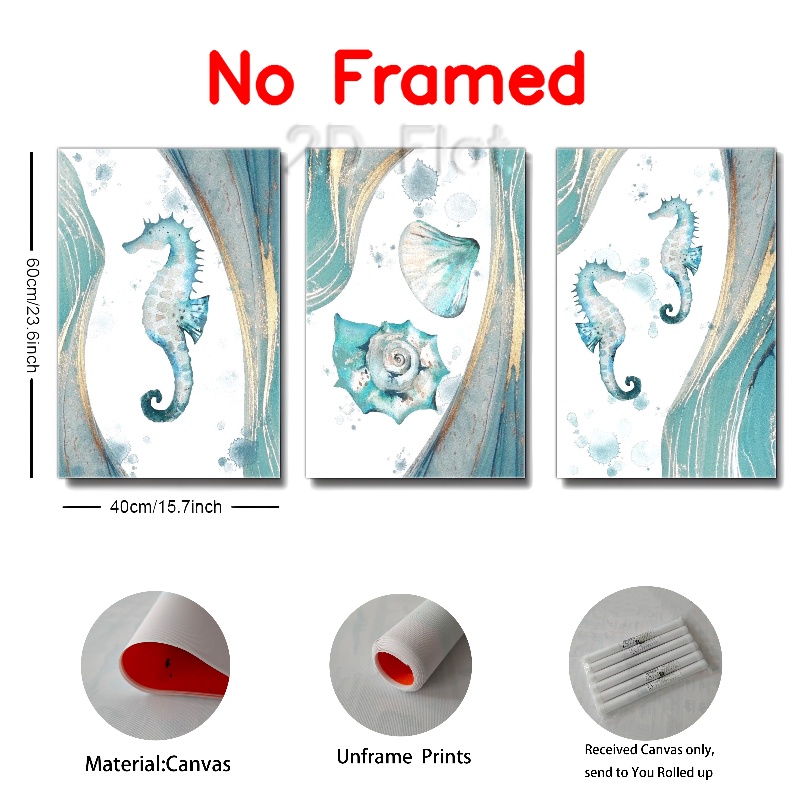 No Framed
2D Flat
60cm/23.6inch
40cm/15.7inch
Material:Canvas
Unframe Prints
Received Canvas only,
send to You Rolled up